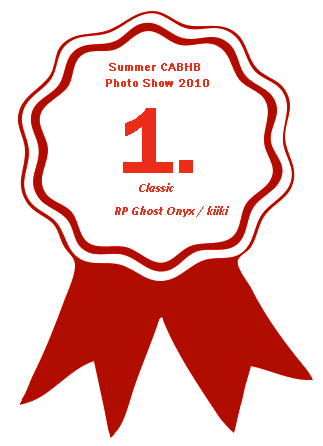 Summer CABHB
Photo Show 2010
1.
Classic
RP Ghost Onyx / kiiki